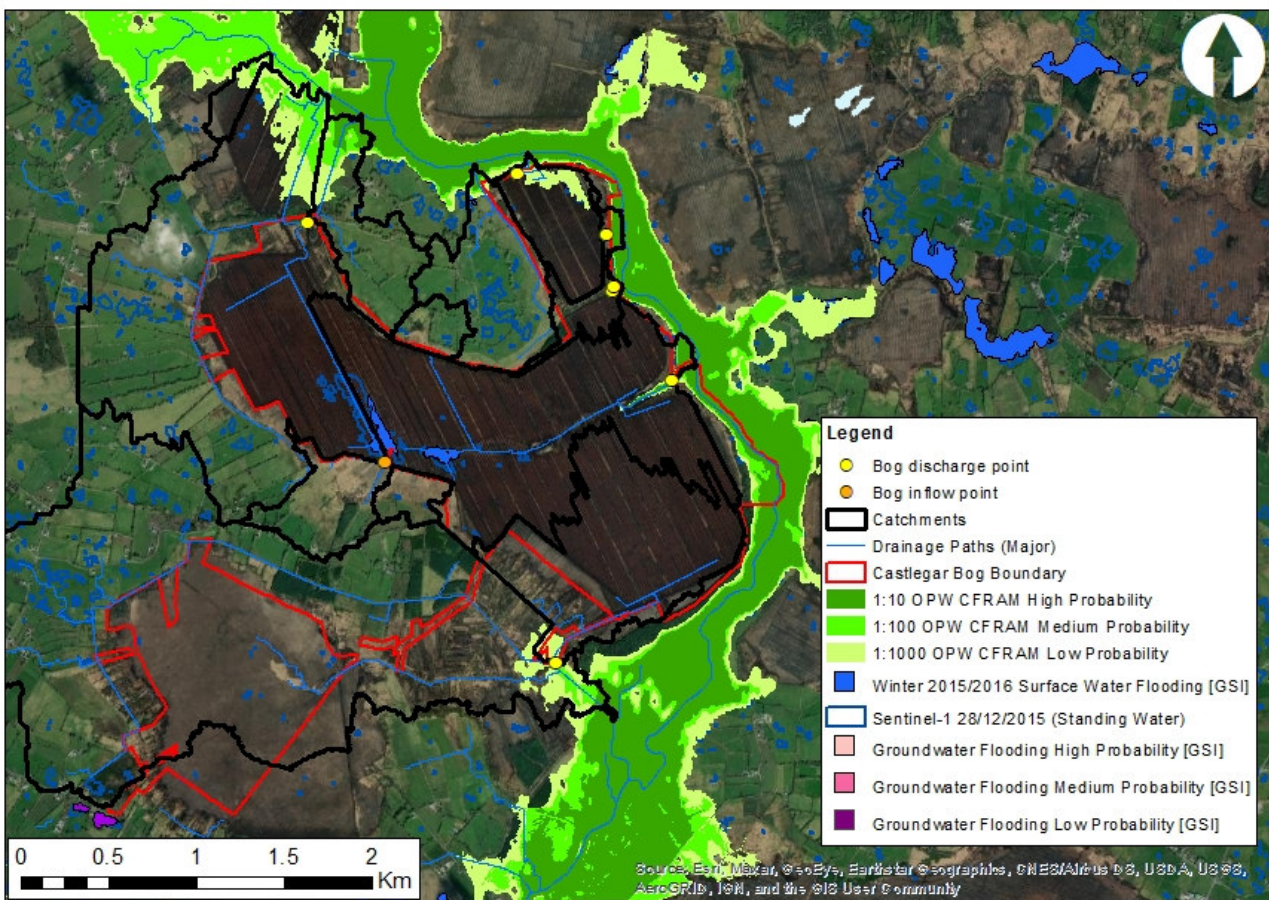 Legend
Bog discharge point
Bog inflow point
Catchments
Drainage Paths (Major)
Castlegar Bog Boundary
1:10 OPW CFRAM High Probability
1:100 OPW CFRAM Medium Probability
1:1000 OPW CFRAM Low Probability
Winter 2015/2016 Surface Water Flooding [GSI]
Sentinel-1 28/12/2015 (Standing Water)
Groundwater Flooding High Probability [GSI]
Groundwater Flooding Medium Probability [GSI]
Groundwater Flooding Low Probability [GSI]
0 0.5 1 1.5 2
Km
Source, Esri, Maxar, GeoEye, Earthstar Geographics, CNES/Airbus DS, USDA, USGS,
AeroGRID, IGN, and the GIS User Community